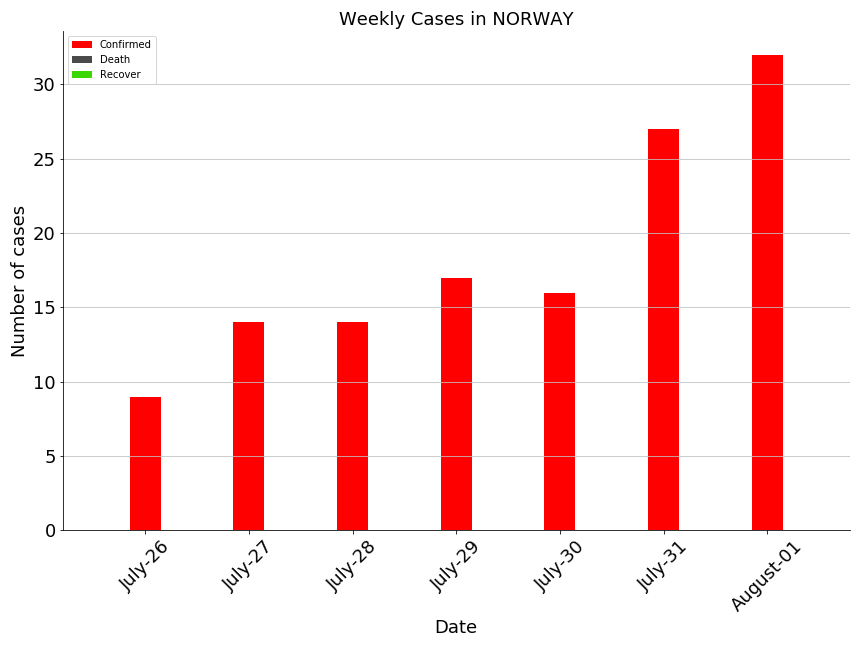 Weekly Cases in NORWAY
Confirmed
Death
Recover
30
25
20
15
10
5
0
Number of cases
July-26
July-27
July-28
July-29
July-30
July-31
August-01
Date